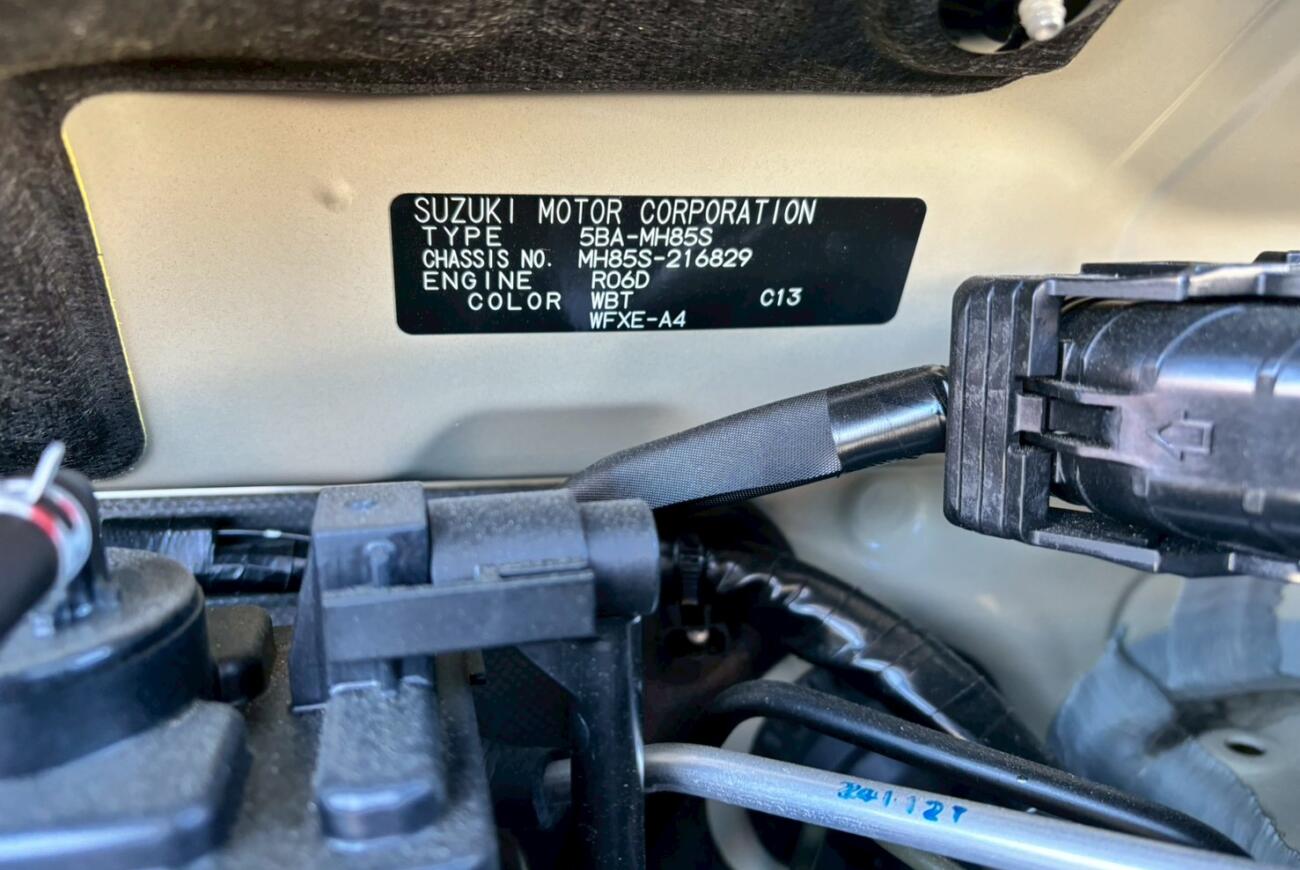 SUZUKI MOTOR CORPORATION
TYPE 5BA-MH85S
CHASSIS NO. MH85S-216829
ENGINE R06D
COLOR WBT C13
WFXE-A4